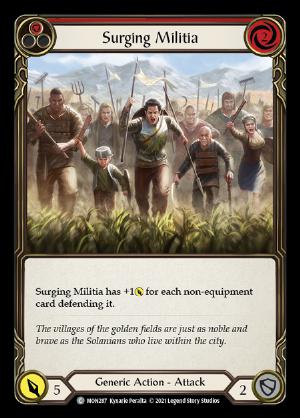 Surging Militia
2
Surging Militia has +1 for each non-equipment
card defending it.
The villages of the golden fields are just as noble and
brave as the Solanians who live within the city.
5
Generic Action - Attack
2
C MON287 Kysario Peralta © 2021 Legend Story Studios